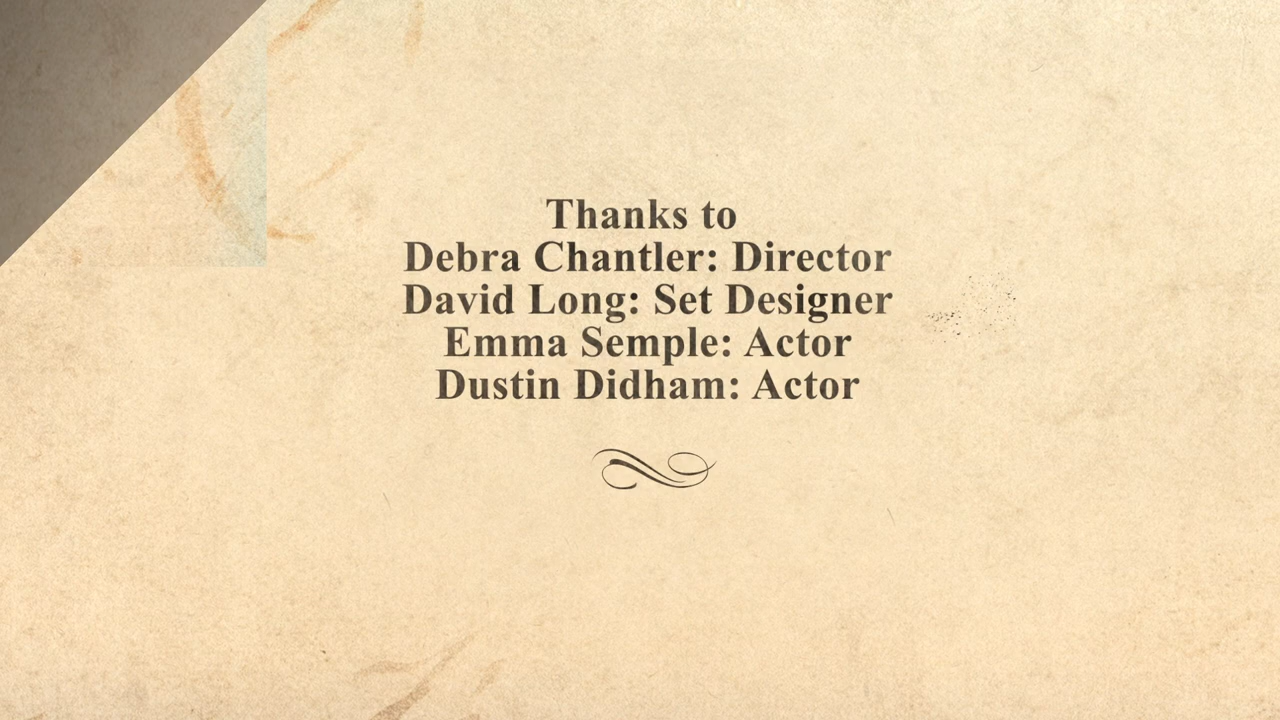 Thanks to
Debra Chantler: Director
David Long: Set Designer
Emma Semple: Actor
Dustin Didham: Actor